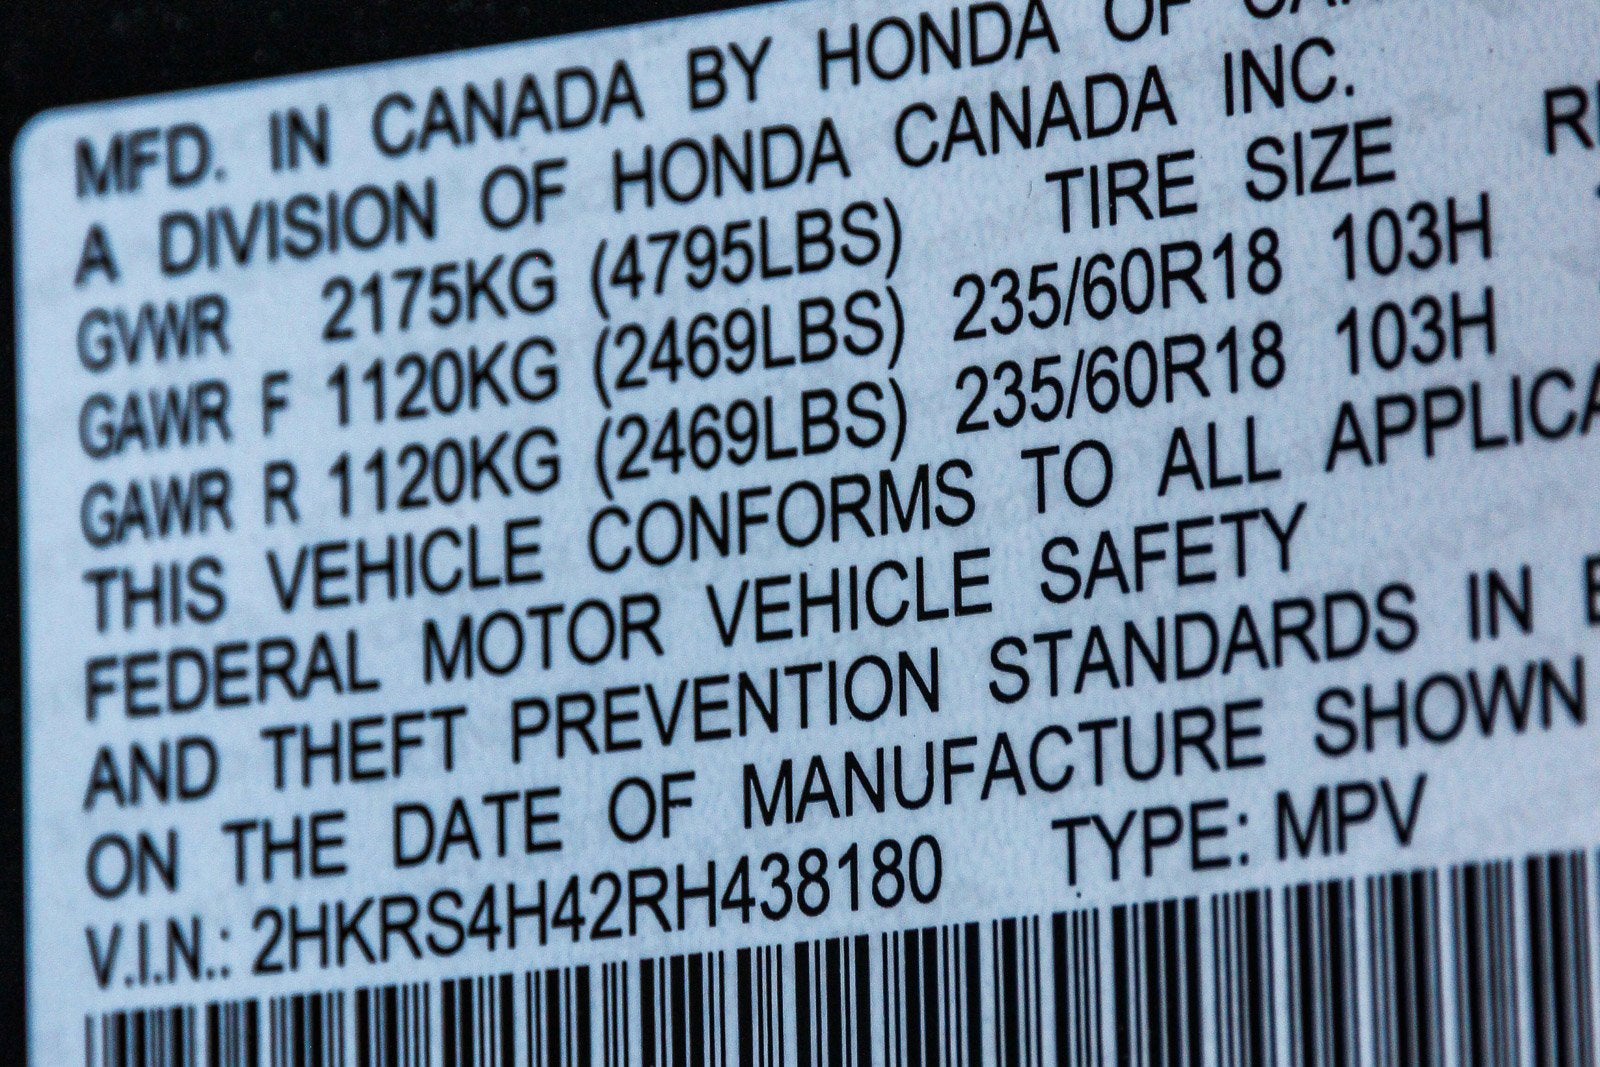 MFD. IN CANADA BY HONDA OF
A DIVISION OF HONDA CANADA INC.
GVWR 2175KG (4795LBS) TIRE SIZE
GAWR F 1120KG (2469LBS) 235/60R18 103H
GAWR R 1120KG (2469LBS) 235/60R18 103H
THIS VEHICLE CONFORMS TO ALL APPLICA
FEDERAL MOTOR VEHICLE SAFETY
AND THEFT PREVENTION STANDARDS IN
ON THE DATE OF MANUFACTURE SHOWN
V.I.N.: 2HKRS4H42RH438180 TYPE: MPV